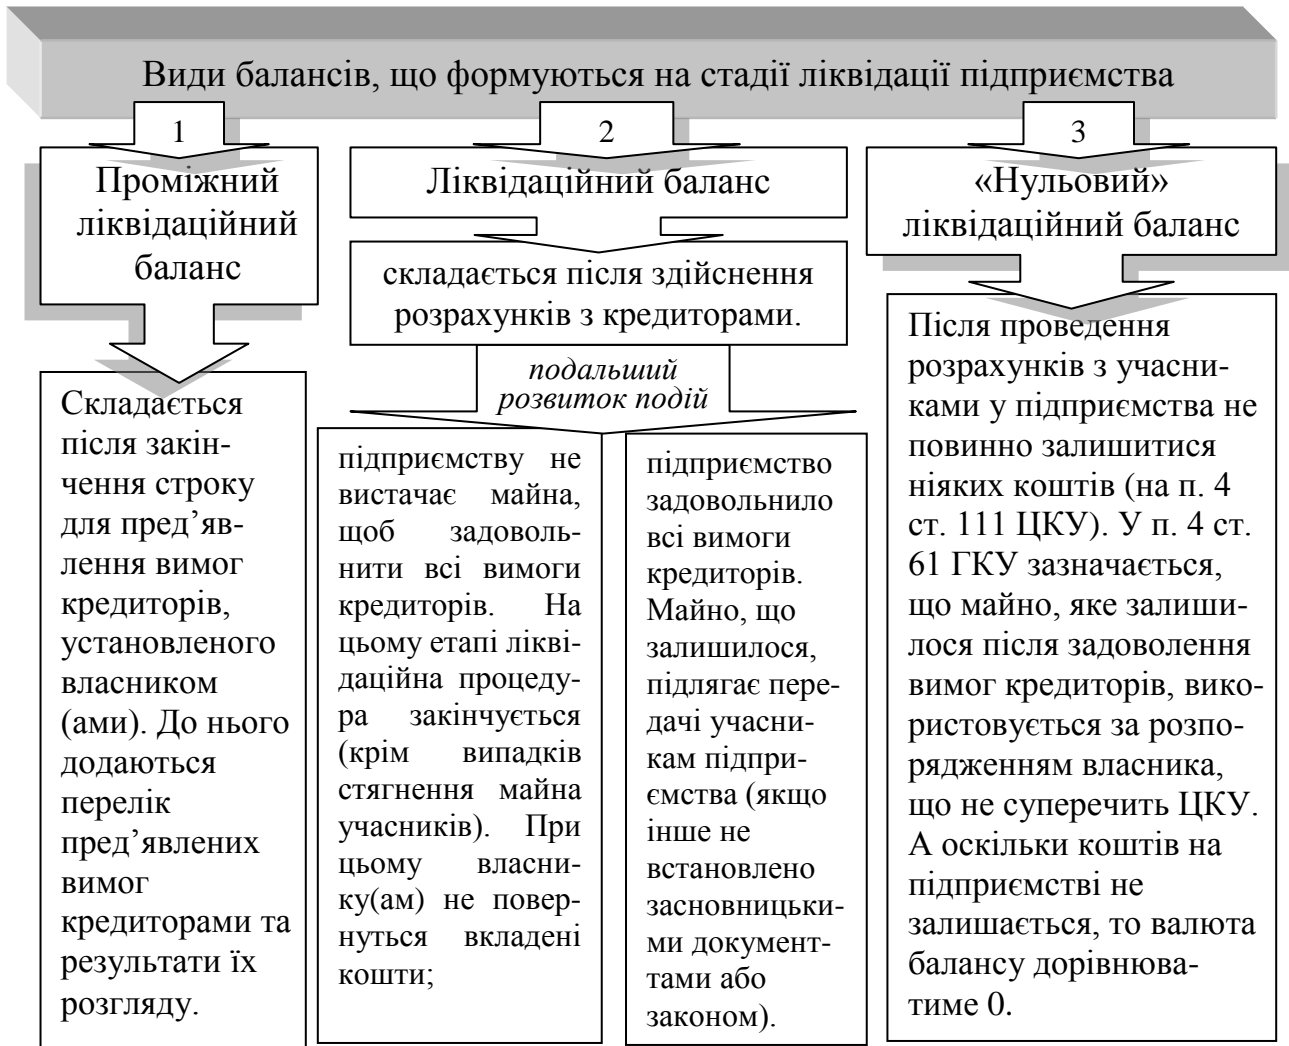 Види балансів, що формуються на стадії ліквідації підприємства
1
Проміжний
ліквідаційний
баланс
Складається
після закін-
чення строку
для пред’яв-
лення вимог
кредиторів,
установленого
власником
(ами). До нього
додаються
перелік
пред’явлених
вимог
кредиторами та
результати їх
розгляду.
2
Ліквідаційний баланс
складається після здійснення
розрахунків з кредиторами.
подальший
розвиток подій
підприємству не
вистачає майна,
щоб задоволь-
нити всі вимоги
кредиторів. На
цьому етапі ликві-
даційна процеду-
ра закінчується
(крім випадків
стягнення майна
учасників). При
цьому власни-
ку(ам) не повер-
нуться вкладені
кошти;
підприємство
задовольнило
всі вимоги
кредиторів.
Майно, що
залишилося,
підлягає пере-
дачі учасни-
кам підпри-
ємства (якщо
інше не
встановлено
засновницьки-
ми документ-
тами або
законом).
3
«Нульовий»
ліквідаційний баланс
Після проведення
розрахунків з учасни-
ками у підприємства не
повинно залишитися
ніяких коштів (на п. 4
ст. 111 ЦКУ). У п. 4 ст.
61 ГКУ зазначається,
що майно, яке залиши-
лося після задоволення
вимог кредиторів, вико-
ристовується за розпо-
рядженням власника,
що не суперечить ЦКУ.
А оскільки коштів на
підприємстві не
залишається, то валюта
балансу дорівнюва-
тиме 0.